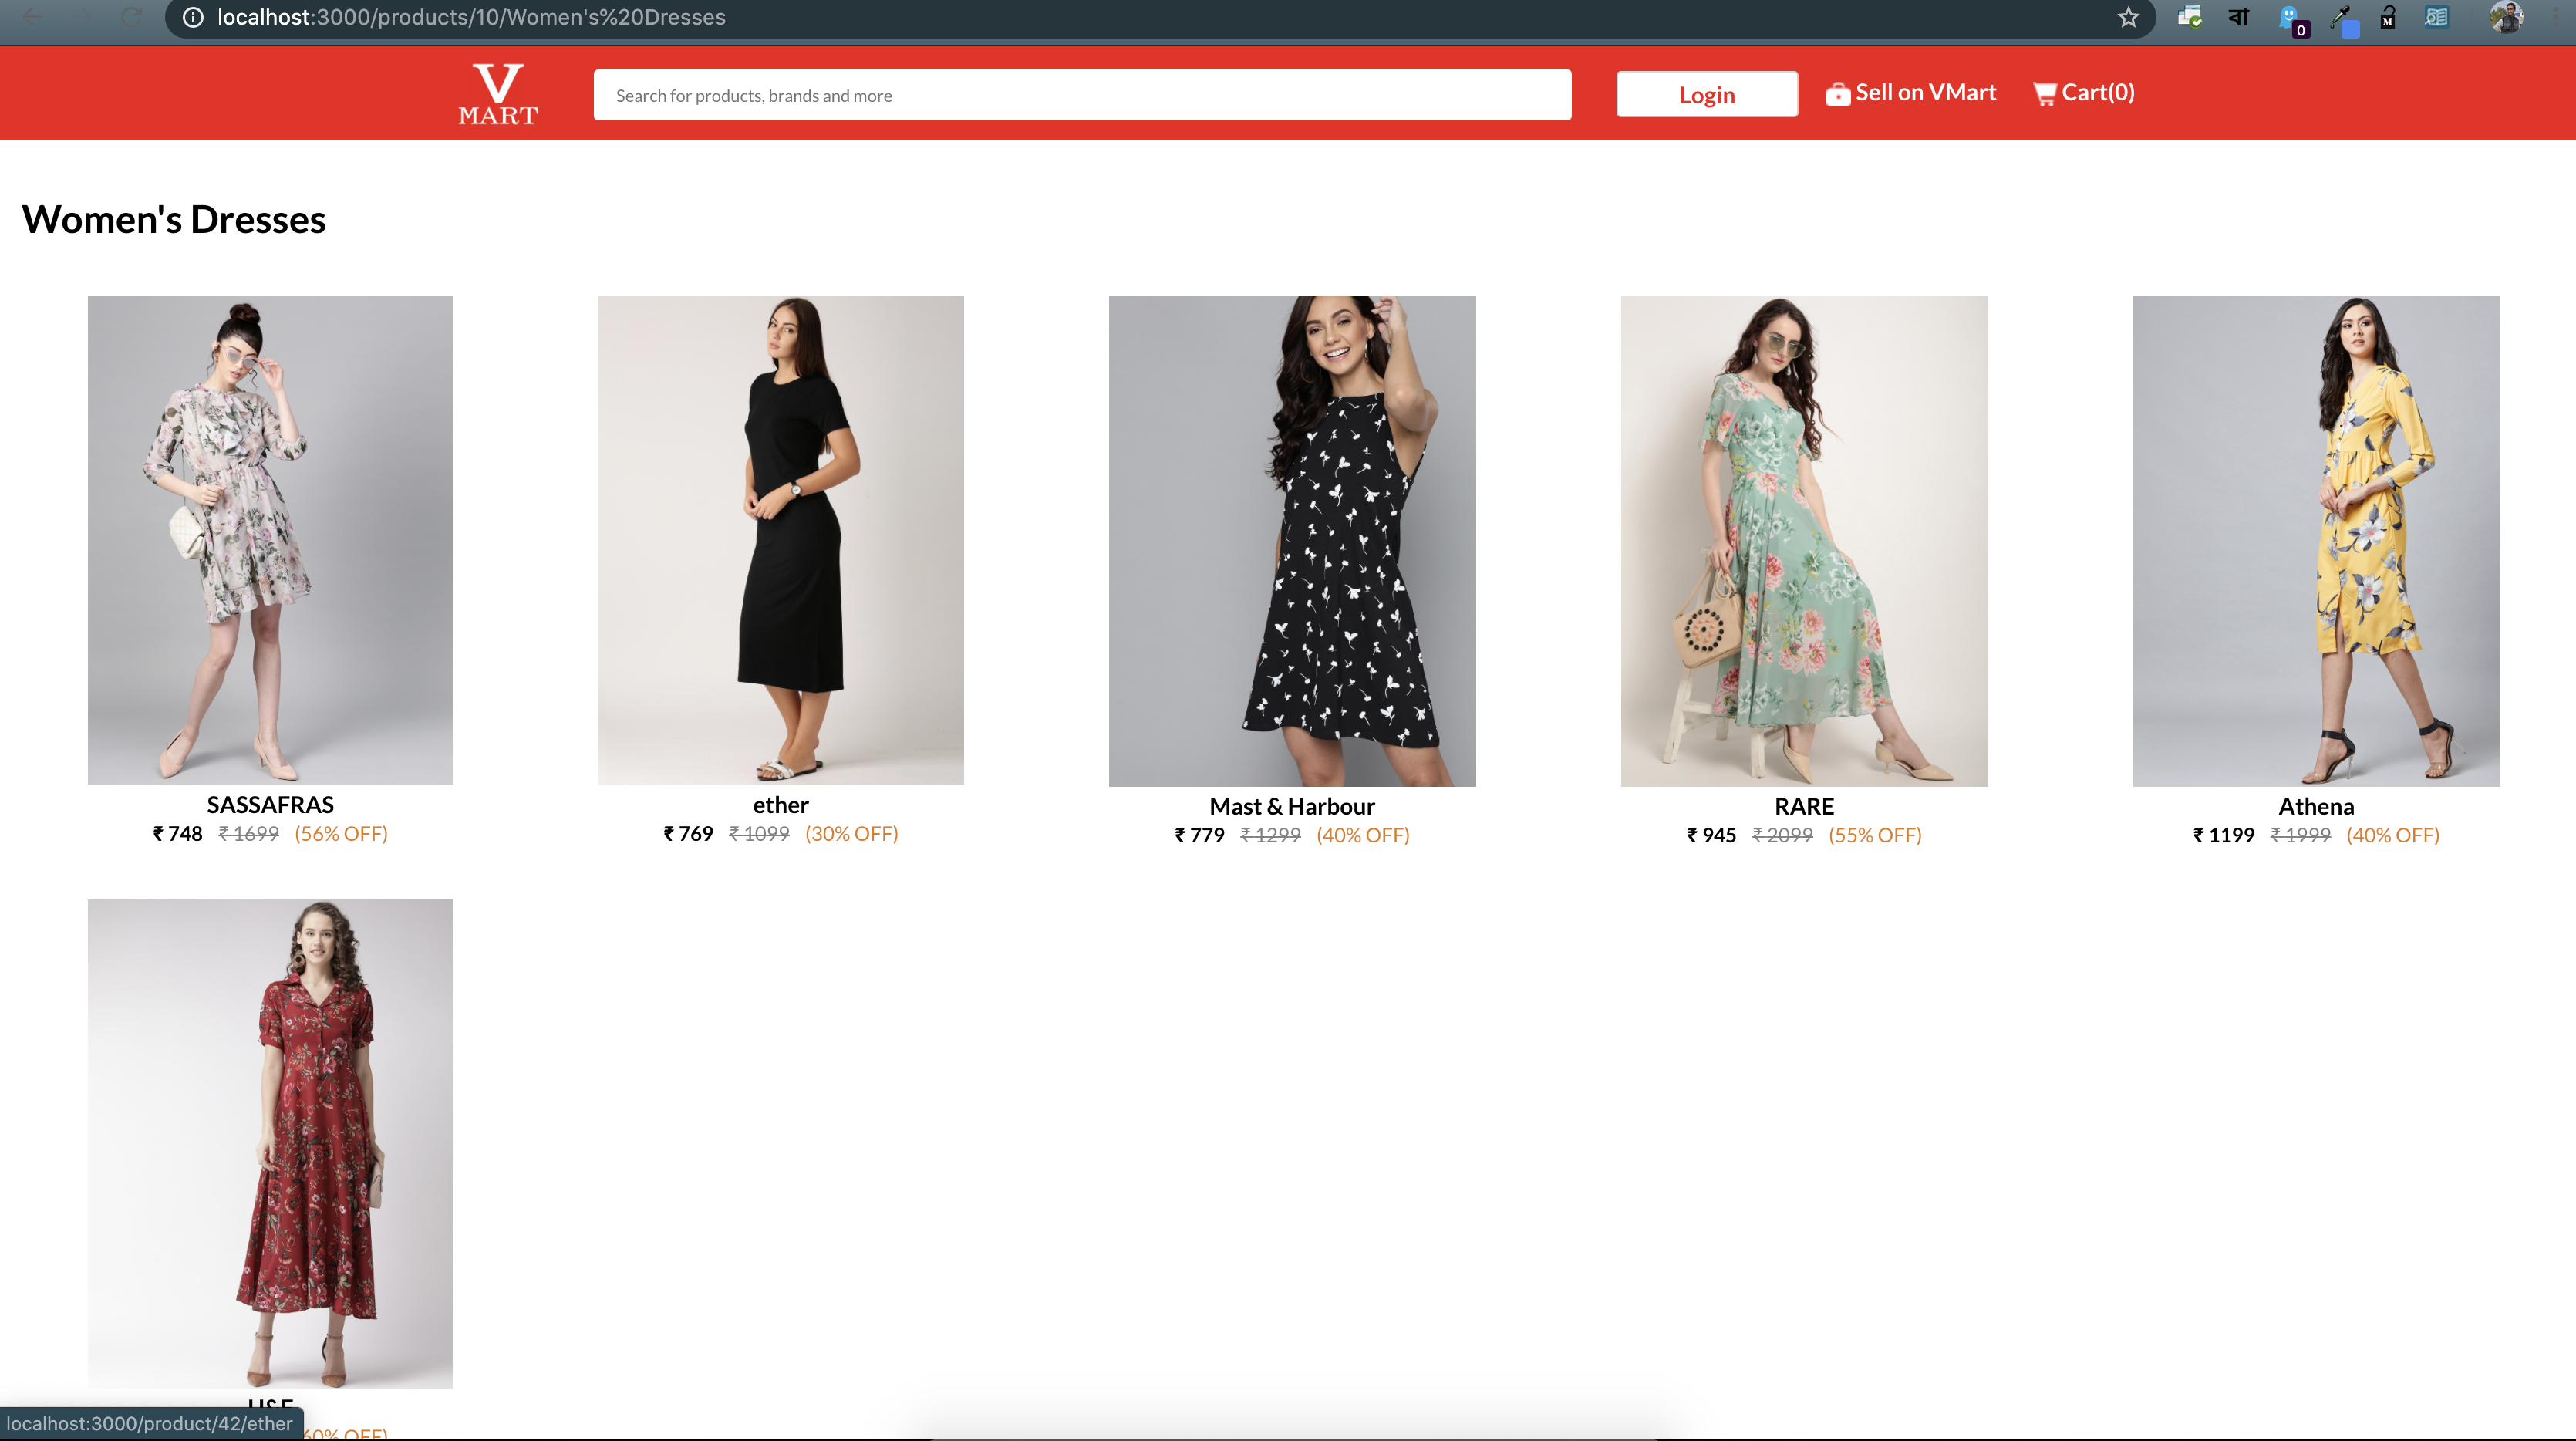 localhost:3000/products/10/Women's%20Dresses
বা
0
M
V
MART
Search for products, brands and more
Login
Sell on VMart
Cart(0)
Women's Dresses
SASSAFRAS
₹ 748 ₹ 1699 (56% OFF)
ether
₹ 769 ₹ 1099 (30% OFF)
Mast & Harbour
₹ 779 ₹ 1299 (40% OFF)
RARE
₹ 945 ₹ 2099 (55% OFF)
Athena
₹ 1199 ₹ 1999 (40% OFF)
localhost:3000/product/42/ether
60% OFF)